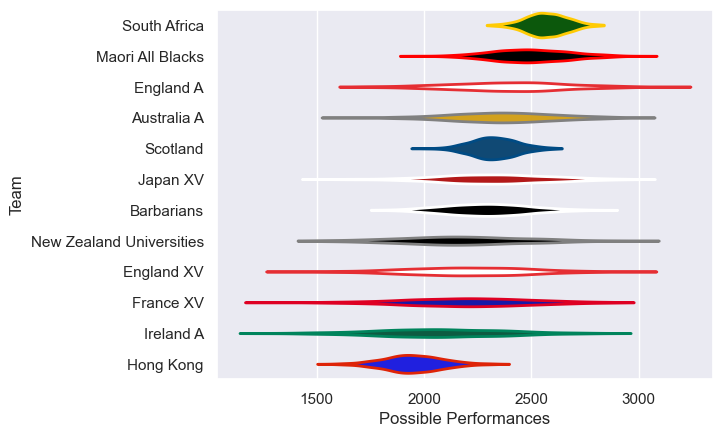 South Africa
Maori All Blacks
England A
Australia A
Scotland
Japan XV
Barbarians
New Zealand Universities
England XV
France XV
Ireland A
Hong Kong
Team
1500 2000 2500 3000
Possible Performances